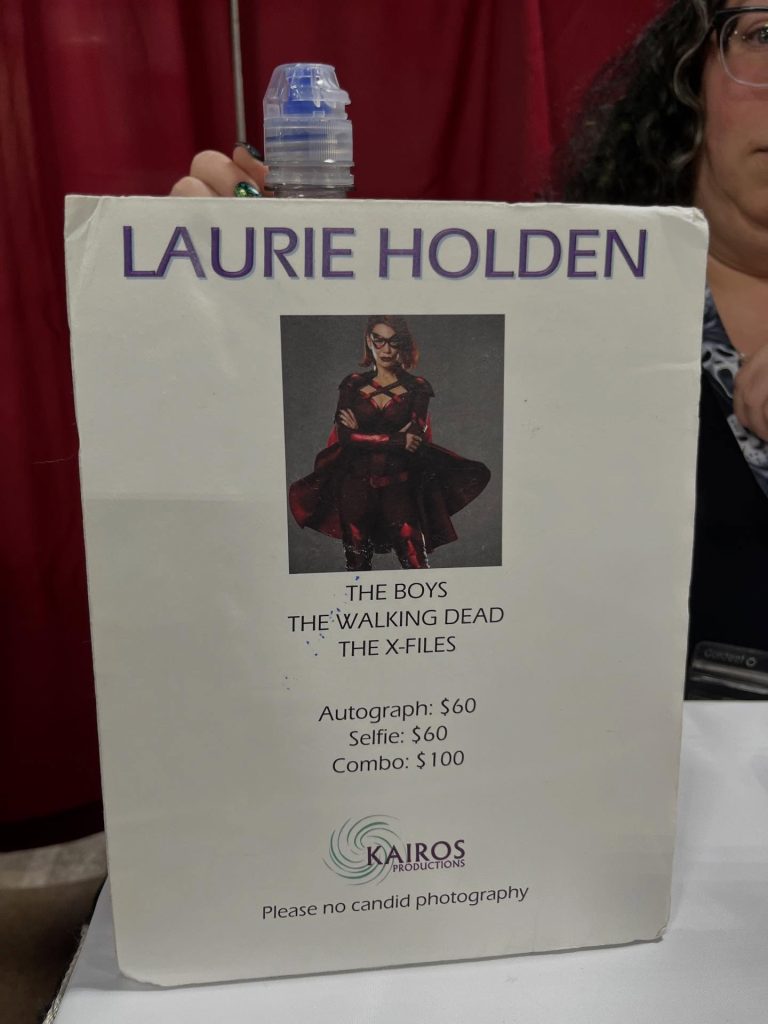 LAURIE HOLDEN
THE BOYS
THE WALKING DEAD
THE X-FILES
Autograph: $60
Selfie: $60
Combo: $100
KAIROS
PRODUCTIONS
Please no candid photography